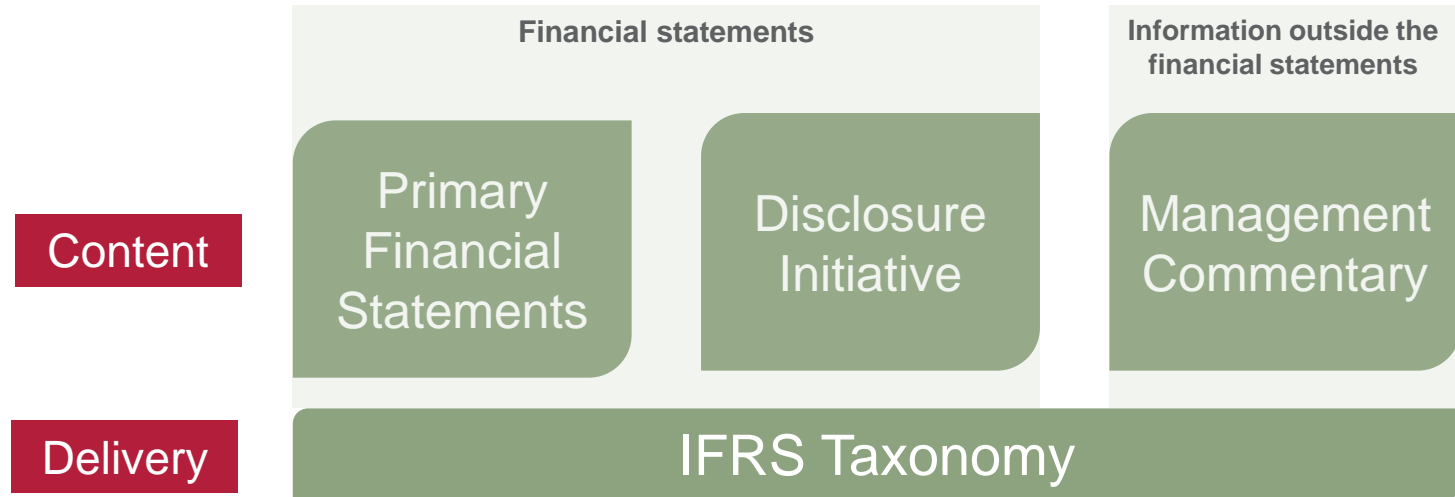 Financial statements
Information outside the
financial statements
Content
Primary
Financial
Statements
Disclosure
Initiative
Management
Commentary
Delivery
IFRS Taxonomy